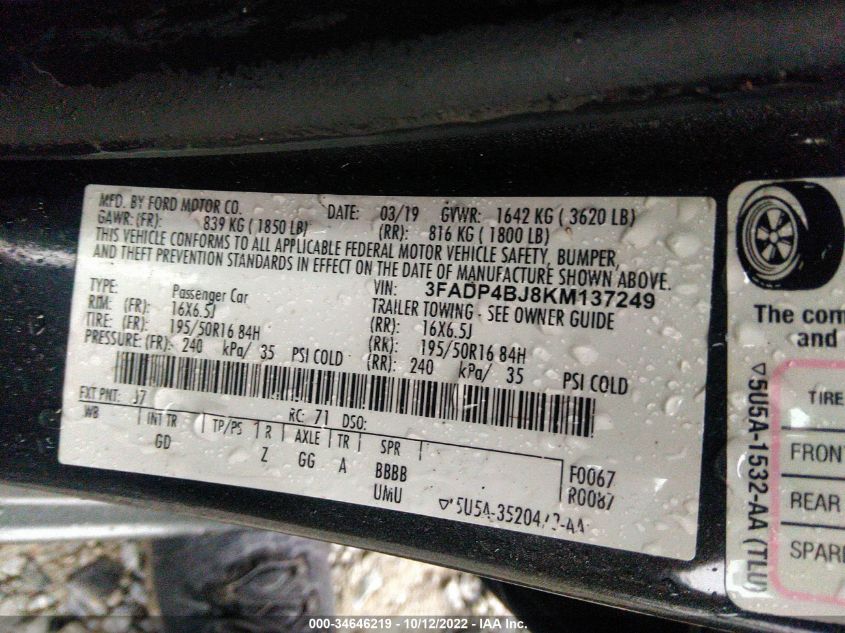 MFD. BY FORD MOTOR CO. DATE: 03/19 GVWR: 1642 KG ( 3620 LB)
GAWR: (FR): 839 KG ( 1850 LB) (RR): 816 KG ( 1800 LB)
THIS VEHICLE CONFORMS TO ALL APPLICABLE FEDERAL MOTOR VEHICLE SAFETY, BUMPER,
AND THEFT PREVENTION STANDARDS IN EFFECT ON THE DATE OF MANUFACTURE SHOWN ABOVE.
VIN: 3FADP4BJ8KM137249
TYPE: Passenger Car TRAILER TOWING - SEE OWNER GUIDE
RIM: (FR): 16X6.5J (RR): 16X6.5J
TIRE: (FR): 195/50R16 84H (RR): 195/50R16 84H
PRESSURE: (FR): 240 kPa/ 35 PSI COLD (RR): 240 kPa/ 35 PSI COLD
EXT PNT: J7 RC: 71 DSO:
WB INT TR TP/PS R AXLE TR SPR
GD Z GG A BBBB F0067
UMU R0087
5U5A-35204
The com
and
5U5A-1532-AA (TLU)
TIRE
FRONT
REAR
SPARE
000-34646219 - 10/12/2022 - IAA Inc.